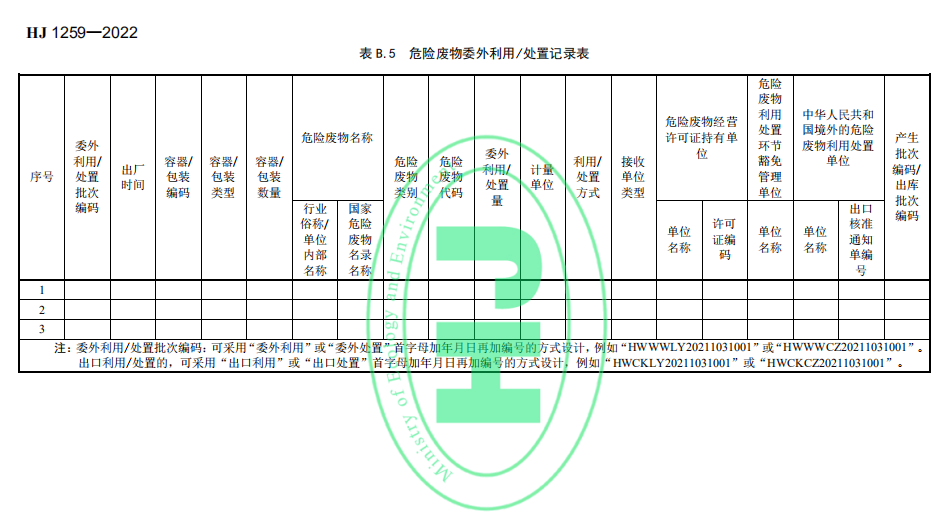 HJ 1259—2022
表 B.5 危险废物委外利用/处置记录表
序号
委外
利用/
处置
批次
编码
出厂
时间
容器/
包装
编码
容器/
包装
类型
容器/
包装
数量
危险废物名称
行业
俗称/
单位
内部
名称
国家
危险
废物
名录
名称
危险
废物
类别
危险
废物
代码
委外
利用/
处置
量
计量
单位
利用/
处置
方式
接收
单位
类型
危险废物经营
许可证持有单
位
单位
名称
许可
证编
码
危险
废物
利用
处置
环节
豁免
管理
单位
单位
名称
中华人民共和
国境外的危险
废物利用处置
单位
单位
名称
出口
核准
通知
单编
号
产生
批次
编码/
出库
批次
编码
1
2
3
注：委外利用/处置批次编码：可采用“委外利用”或“委外处置”首字母加年月日再加编号的方式设计，例如“HWWWLY20211031001”或“HWWWCZ20211031001”。
出口利用/处置的，可采用“出口利用”或“出口处置”首字母加年月日再加编号的方式设计，例如“HWCKLY20211031001”或“HWCKCZ20211031001”。
Ministry of Ecology and Environment